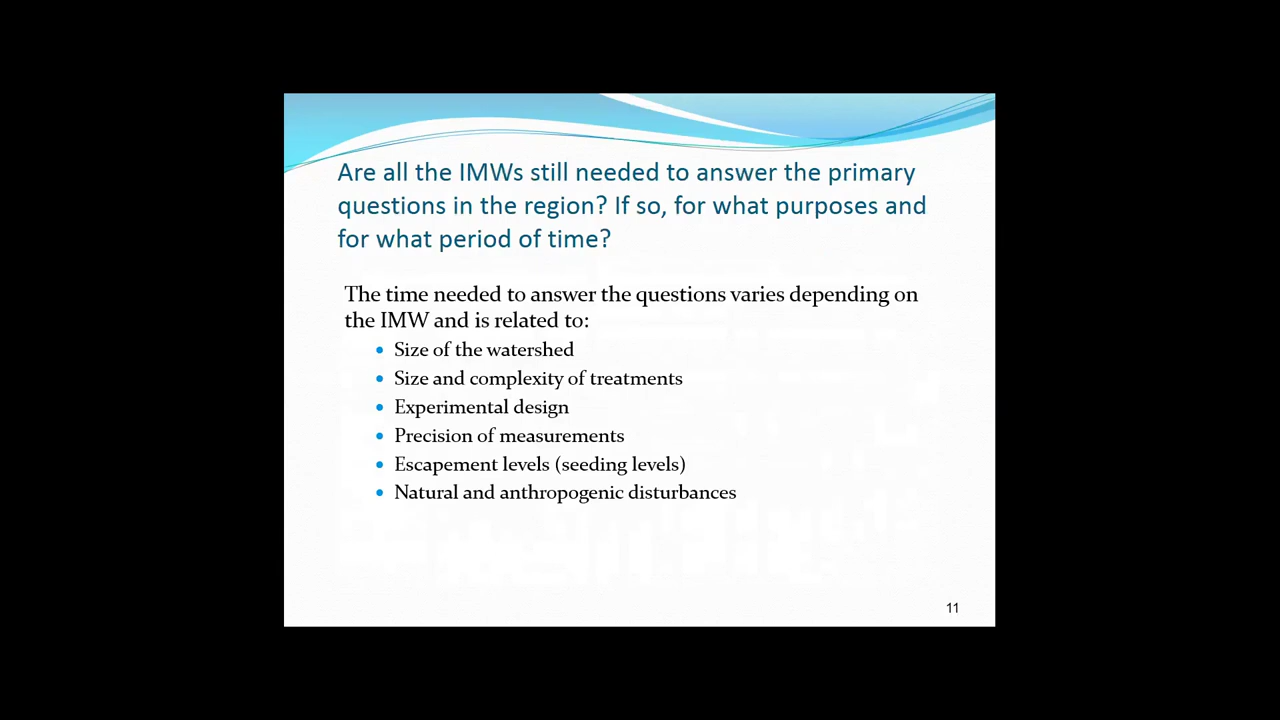 Are all the IMWs still needed to answer the primary
questions in the region? If so, for what purposes and
for what period of time?
The time needed to answer the questions varies depending on
the IMW and is related to:
• Size of the watershed
• Size and complexity of treatments
• Experimental design
• Precision of measurements
• Escapement levels (seeding levels)
• Natural and anthropogenic disturbances
11